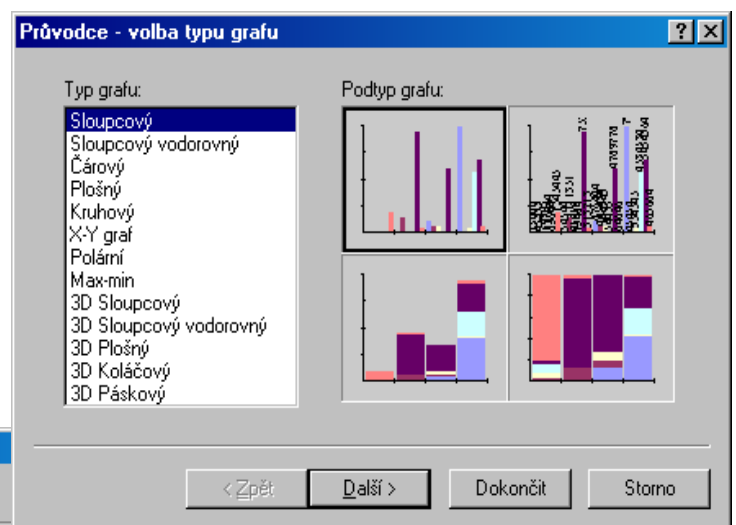 Průvodce - volba typu grafu
Typ grafu:
Podtyp grafu:
Sloupcový
Sloupcový vodorovný
Čárový
Plošný
Kruhový
X-Y graf
Polární
Max-min
3D Sloupcový
3D Sloupcový vodorovný
3D Plošný
3D Koláčový
3D Páskový
< Zpět
Další >
Dokončit
Storno